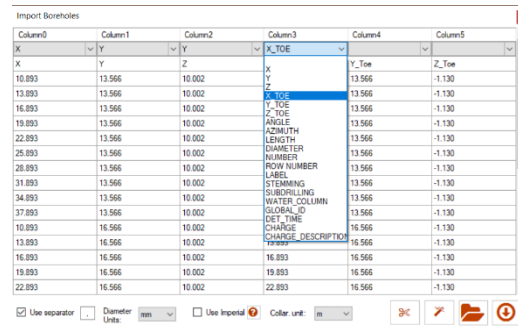 Import Boreholes
Column0 Column1 Column2 Column3 Column4 Column5
X Y Y X_TOE
X Y Z Y_Toe Z_Toe
10.893 13.566 10.002 13.566 -1.130
13.893 13.566 10.002 13.566 -1.130
16.893 13.566 10.002 13.566 -1.130
19.893 13.566 10.002 13.566 -1.130
22.893 13.566 10.002 13.566 -1.130
25.893 13.566 10.002 13.566 -1.130
28.893 13.566 10.002 13.566 -1.130
31.893 13.566 10.002 13.566 -1.130
34.893 13.566 10.002 13.566 -1.130
37.893 13.566 10.002 13.566 -1.130
10.893 16.566 10.002 16.566 -1.130
13.893 16.566 10.002 13.893 16.566 -1.130
16.893 16.566 10.002 16.893 16.566 -1.130
19.893 16.566 10.002 19.893 16.566 -1.130
22.893 16.566 10.002 22.893 16.566 -1.130
X
Y
Z
X_TOE
Y_TOE
Z_TOE
ANGLE
AZIMUTH
LENGTH
DIAMETER
NUMBER
ROW NUMBER
LABEL
STEMMING
SUBDRILLING
WATER_COLUMN
GLOBAL_ID
DET_TIME
CHARGE
CHARGE_DESCRIPTION
Use separator , Diameter Units: mm Use Imperial ? Collar. unit: m